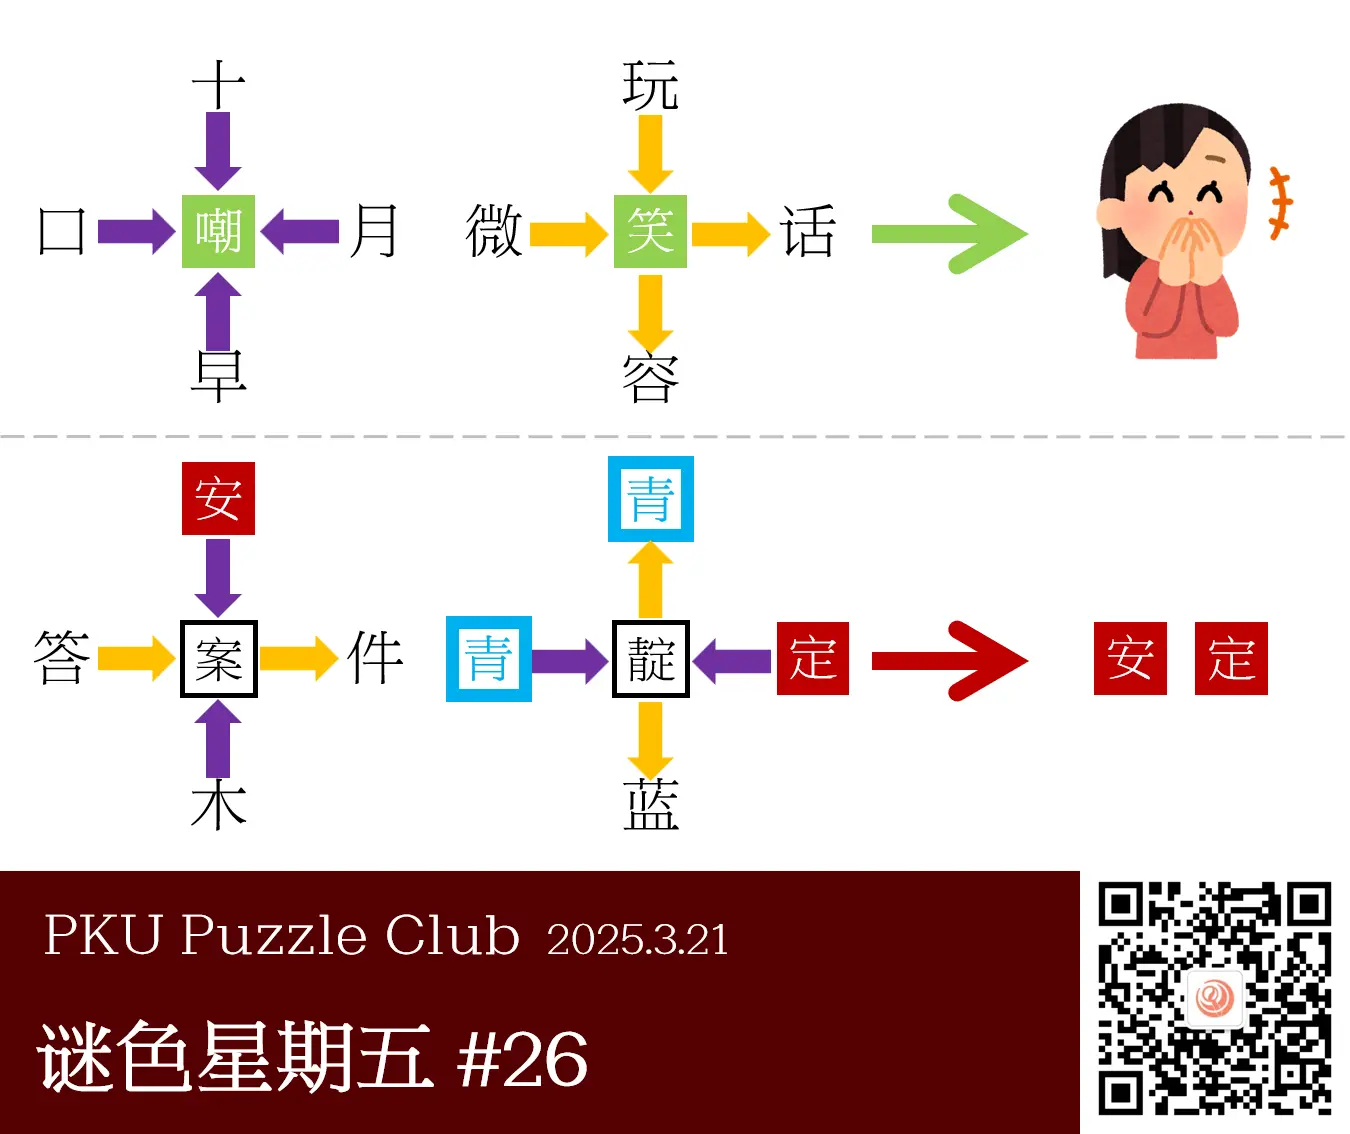 十 玩
口 嘲 月 微 笑 话
早 容
安 青
答 案 件 青 靛 定 安 定
木 蓝
PKU Puzzle Club 2025.3.21
谜色星期五 #26